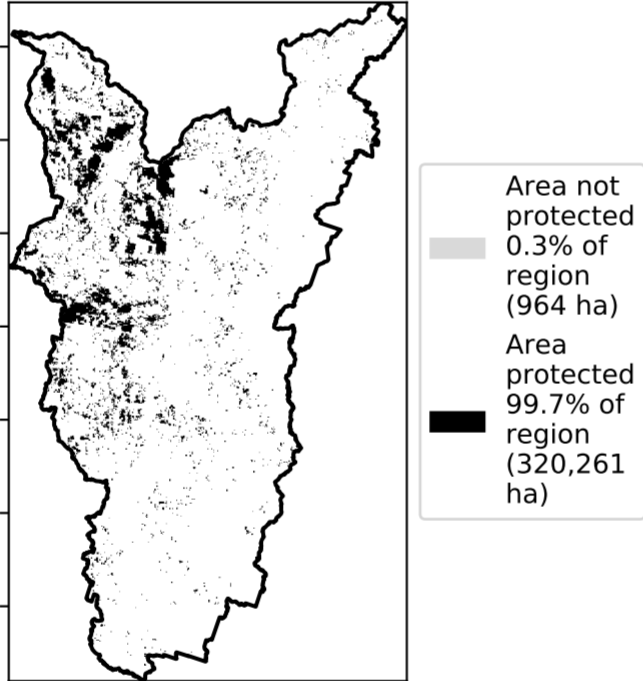 Area not
protected
0.3% of
region
(964 ha)
Area
protected
99.7% of
region
(320,261
ha)